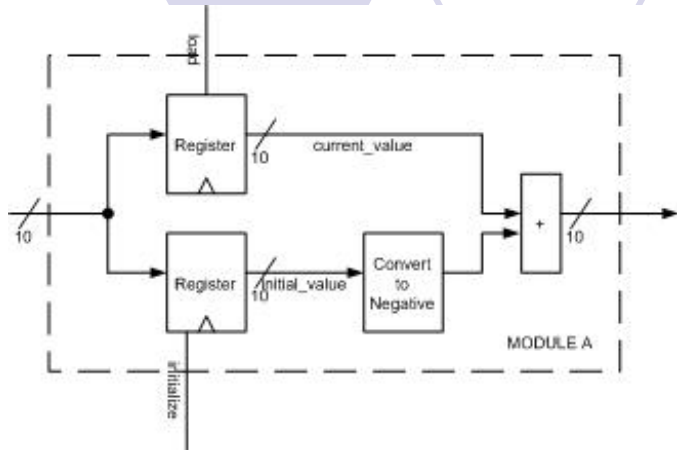 load
Register
10
current_value
10
+
10
Register
10
initial_value
Convert
to
Negative
MODULE A
initialize